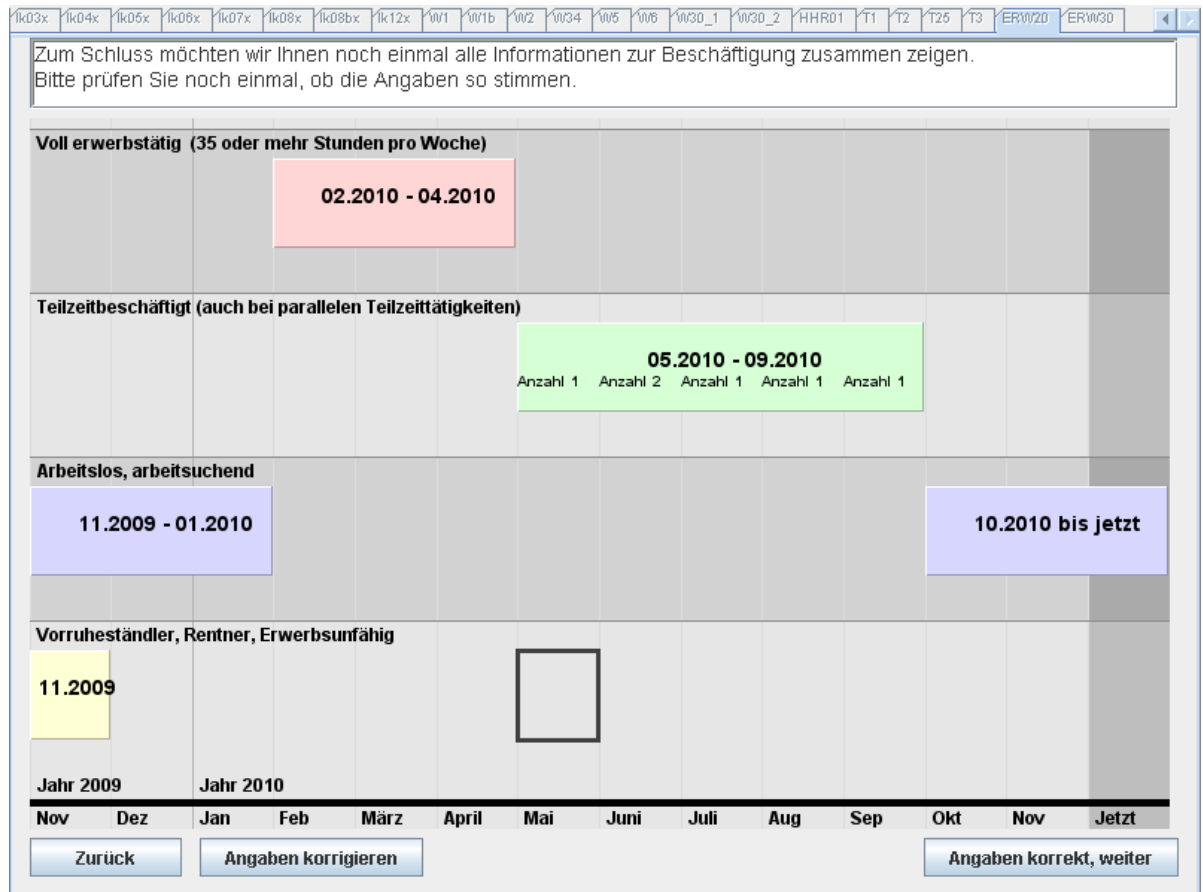 lk03x lk04x lk05x lk06x lk07x lk08x lk08bx lk12x W1 W1b W2 W34 W5 W6 W30_1 W30_2 HHR01 T1 T2 T25 T3 ERW20 ERW30
Zum Schluss möchten wir Ihnen noch einmal alle Informationen zur Beschäftigung zusammen zeigen.
Bitte prüfen Sie noch einmal, ob die Angaben so stimmen.
Voll erwerbstätig (35 oder mehr Stunden pro Woche)
02.2010 - 04.2010
Teilzeitbeschäftigt (auch bei parallelen Teilzeittätigkeiten)
05.2010 - 09.2010
Anzahl 1 Anzahl 2 Anzahl 1 Anzahl 1 Anzahl 1
Arbeitslos, arbeitsuchend
11.2009 - 01.2010 10.2010 bis jetzt
Vorruheständler, Rentner, Erwerbsunfähig
11.2009
Jahr 2009 Jahr 2010
Nov Dez Jan Feb März April Mai Juni Juli Aug Sep Okt Nov Jetzt
Zurück Angaben korrigieren Angaben korrekt, weiter